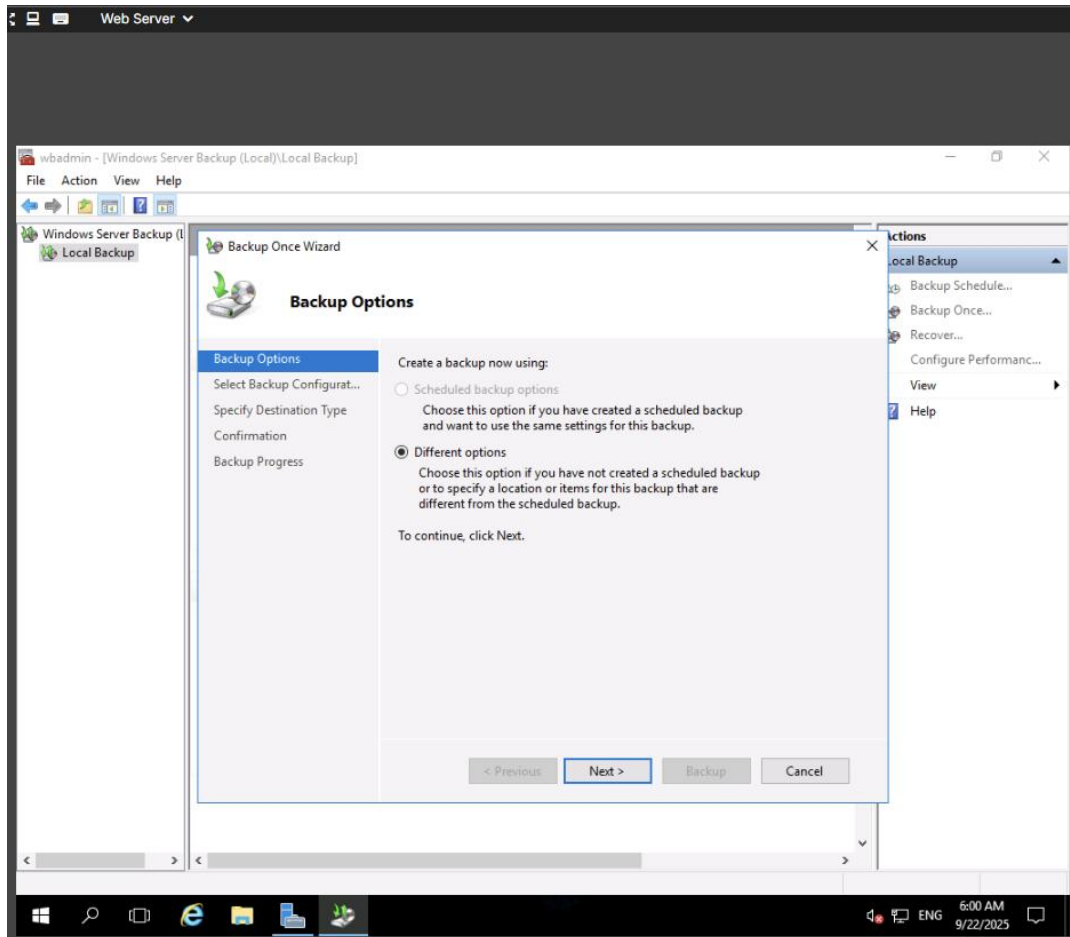 Web Server
wbadmin - [Windows Server Backup (Local)\Local Backup]
File Action View Help
Windows Server Backup (L
Local Backup
Backup Once Wizard
Backup Options
Backup Options
Select Backup Configurat...
Specify Destination Type
Confirmation
Backup Progress
Create a backup now using:
Scheduled backup options
Choose this option if you have created a scheduled backup
and want to use the same settings for this backup.
Different options
Choose this option if you have not created a scheduled backup
or to specify a location or items for this backup that are
different from the scheduled backup.
To continue, click Next.
< Previous Next > Backup Cancel
Actions
Local Backup
Backup Schedule...
Backup Once...
Recover...
Configure Performanc...
View
Help
ENG
6:00 AM
9/22/2025